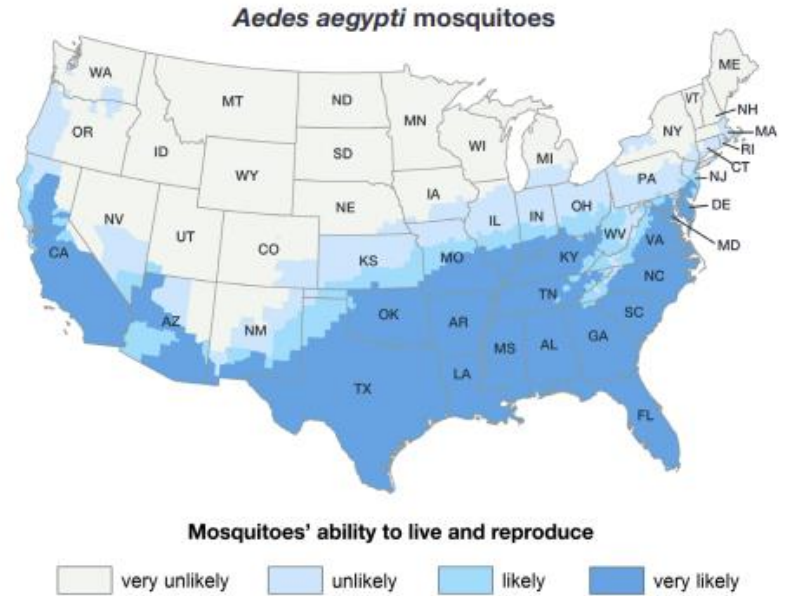 Aedes aegypti mosquitoes
WA
MT
ND
MN
ME
VT
NH
MA
RI
CT
NY
WI
MI
OR
ID
SD
WY
IA
NE
PA
NJ
DE
MD
NV
UT
CO
IL
IN
OH
WV
VA
CA
KS
MO
KY
NC
AZ
NM
OK
AR
TN
SC
MS
AL
GA
TX
LA
FL
Mosquitoes' ability to live and reproduce
very unlikely
unlikely
likely
very likely